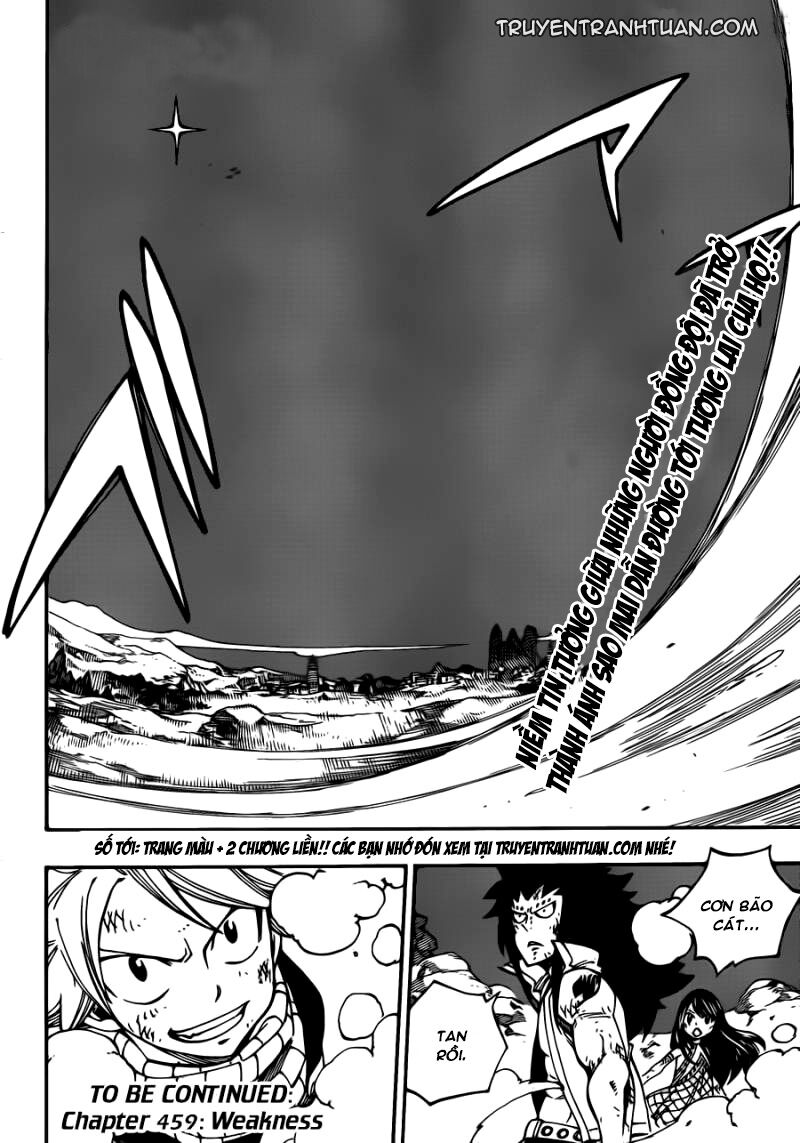 TRUYENTRANHTUAN.COM
NIỀM TIN TƯỞNG GIỮA NHỮNG NGƯỜI ĐỒNG ĐỘI ĐÃ TRỞ
THÀNH ÁNH SAO MAI DẪN ĐƯỜNG TỚI TƯƠNG LAI CỦA HỌ!!
SỐ TỚI: TRANG MÀU + 2 CHƯƠNG LIỀN!! CÁC BẠN NHỚ ĐÓN XEM TẠI TRUYENTRANHTUAN.COM NHÉ!
CƠN BÃO
CÁT...
TAN
RỒI.
TO BE CONTINUED:
Chapter 459: Weakness